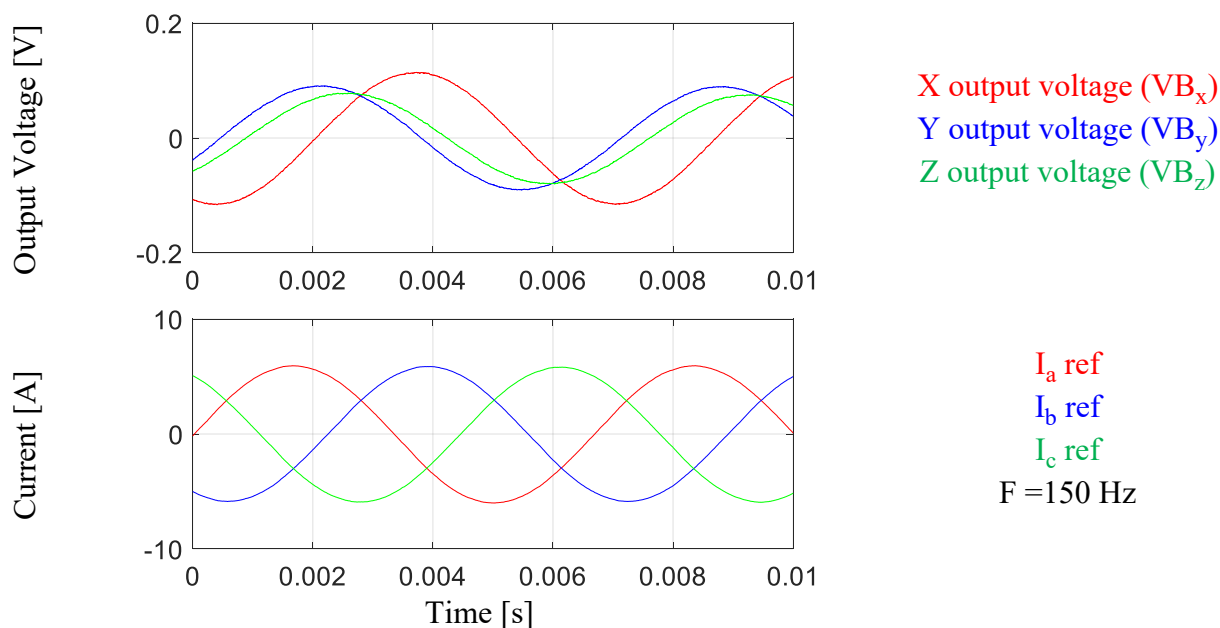 Output Voltage [V]
0.2
0
-0.2
0 0.002 0.004 0.006 0.008 0.01
X output voltage (VBx)
Y output voltage (VBy)
Z output voltage (VBz)
Current [A]
10
0
-10
0 0.002 0.004 0.006 0.008 0.01
Time [s]
Ia ref
Ib ref
Ic ref
F =150 Hz